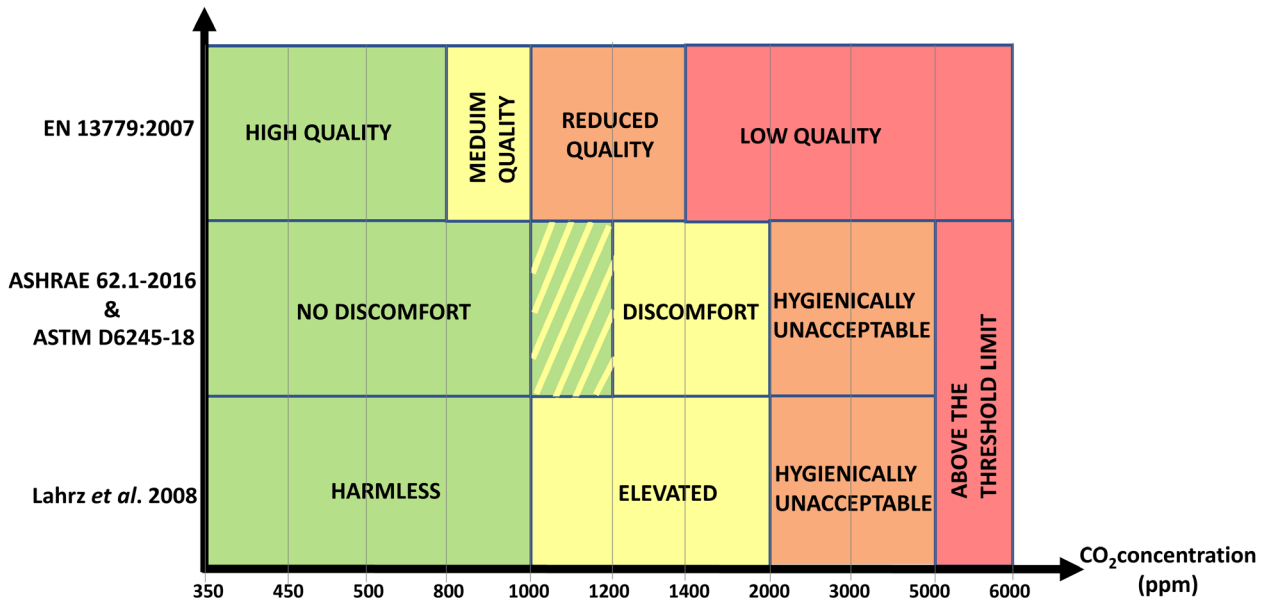 EN 13779:2007
HIGH QUALITY
MEDUIM
QUALITY
REDUCED
QUALITY
LOW QUALITY
ASHRAE 62.1-2016
&
ASTM D6245-18
NO DISCOMFORT
DISCOMFORT
HYGIENICALLY
UNACCEPTABLE
ABOVE THE
THRESHOLD LIMIT
Lahrz et al. 2008
HARMLESS
ELEVATED
HYGIENICALLY
UNACCEPTABLE
CO₂concentration
(ppm)
350 450 500 800 1000 1200 1400 2000 3000 5000 6000